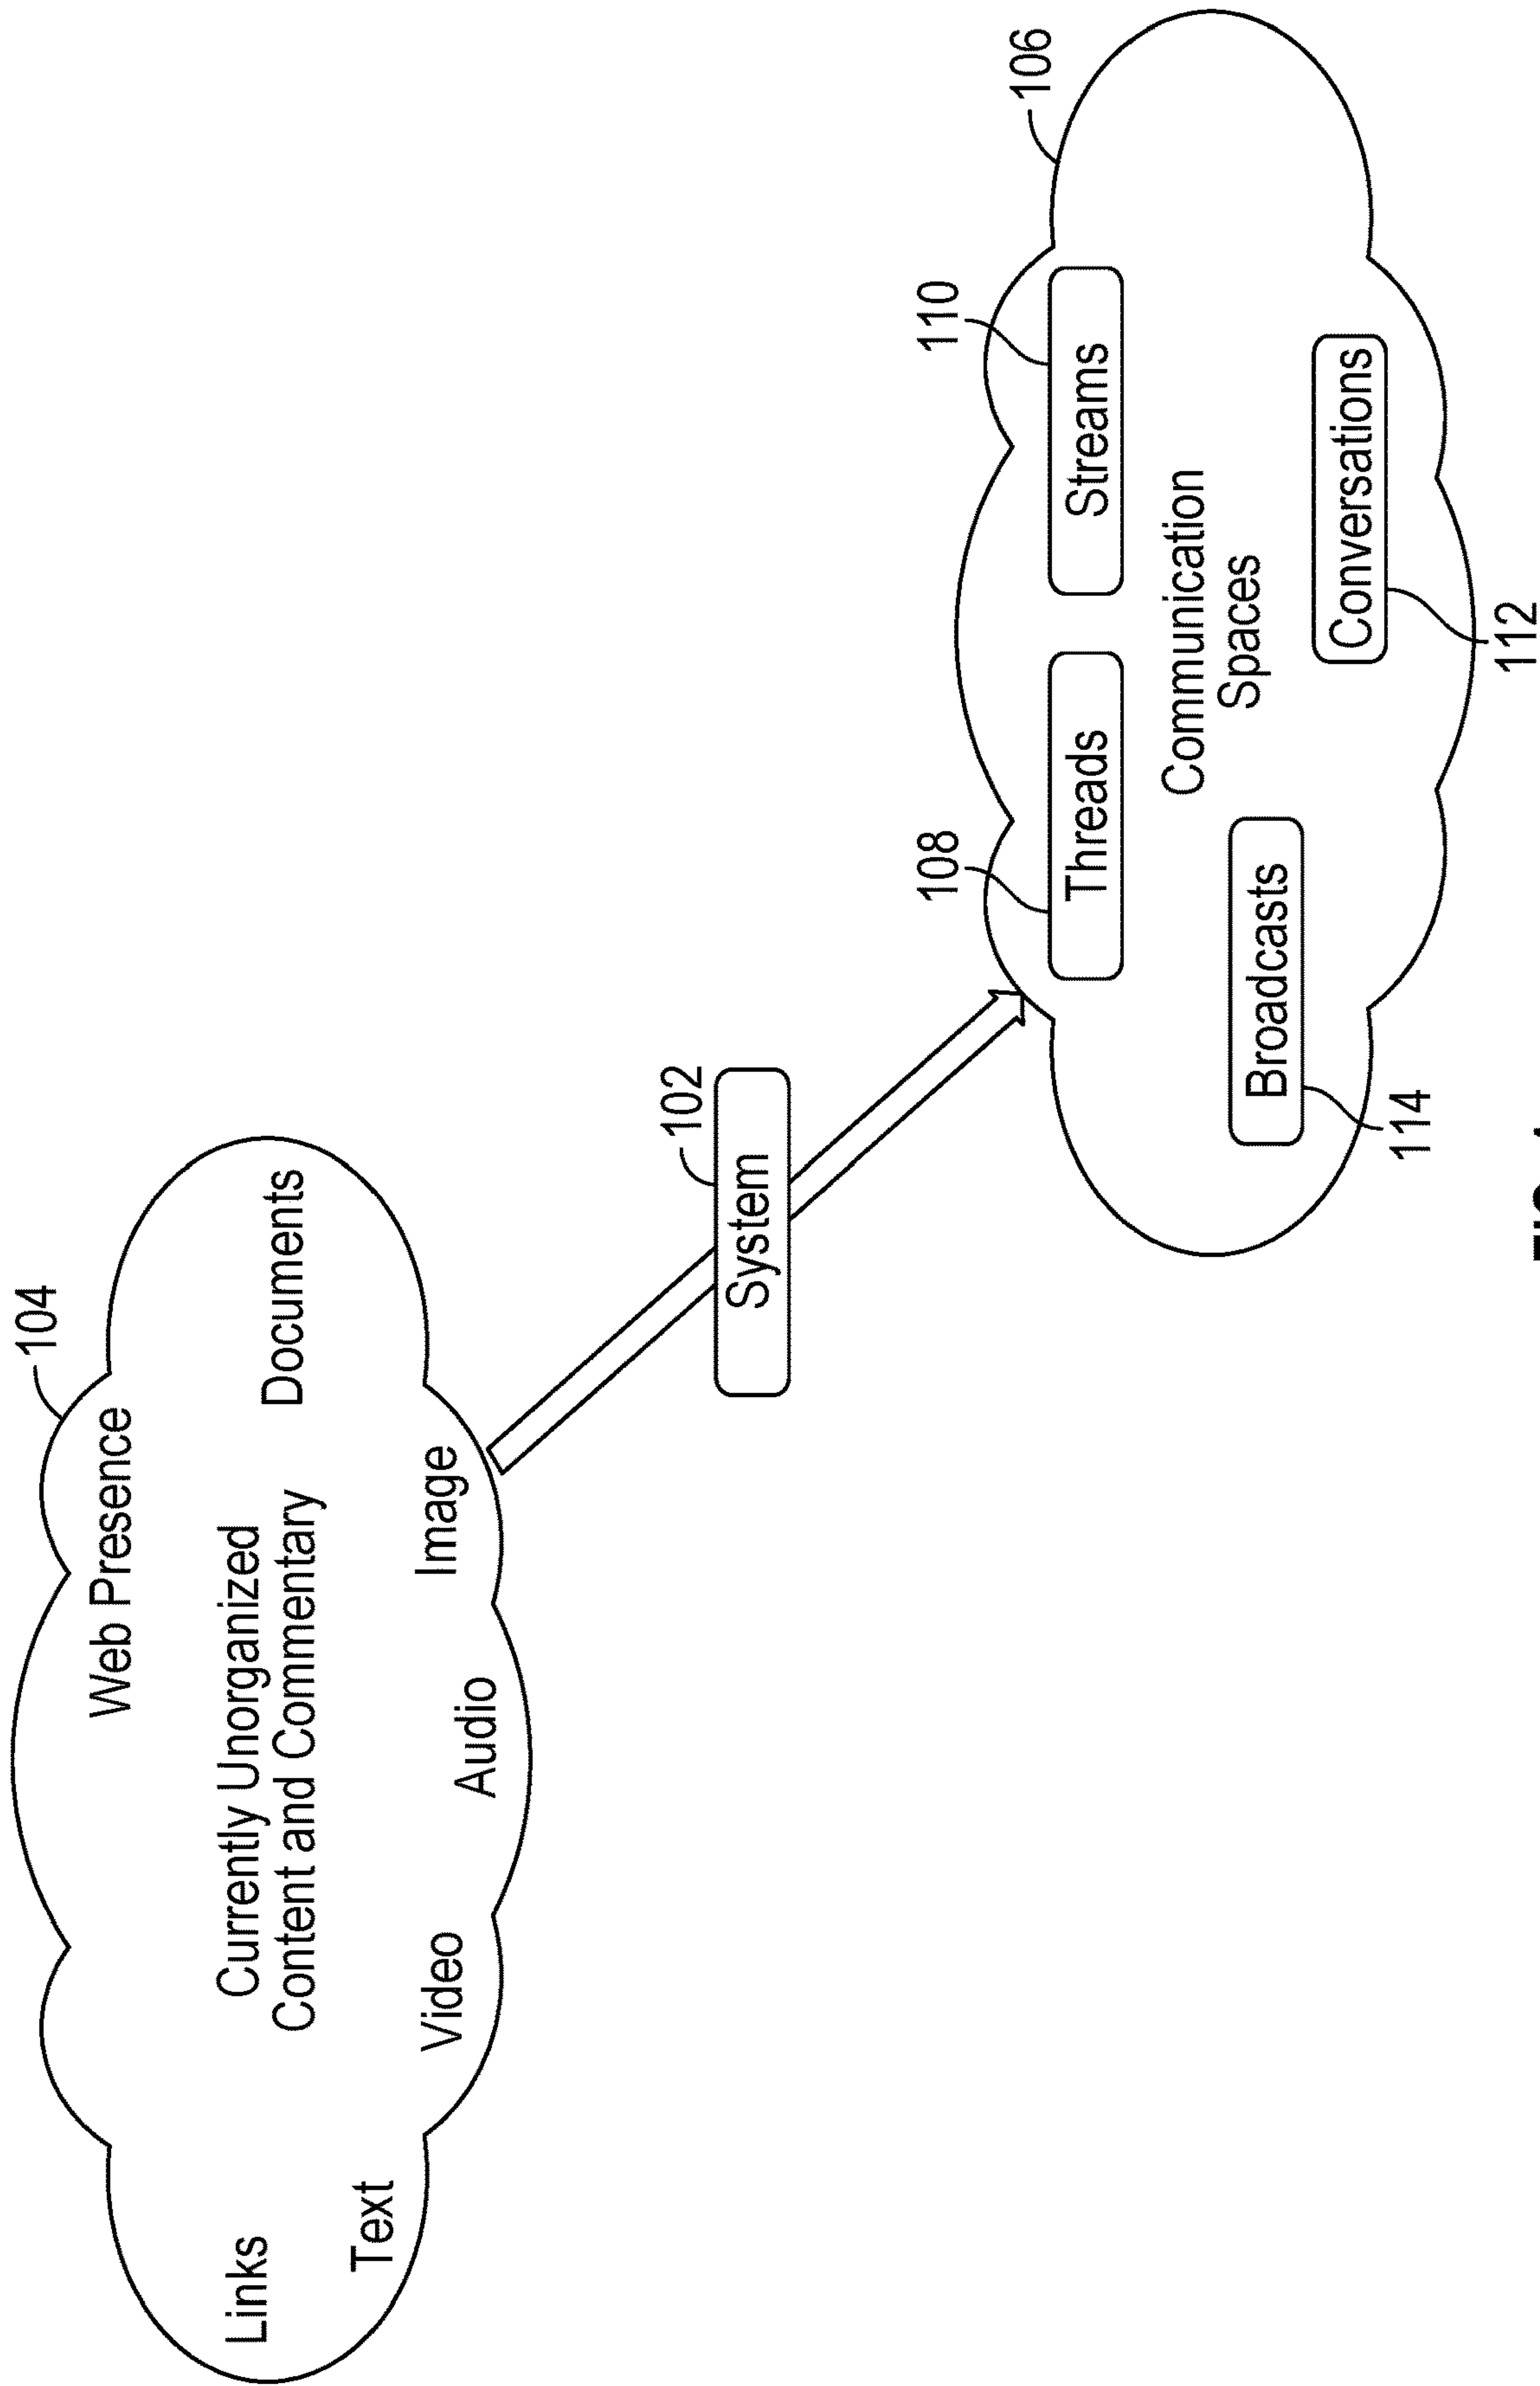 104
Web Presence
Currently Unorganized
Content and Commentary
Links
Documents
Text
Video
Audio
Image
102
System
108
110
106
Threads
Streams
Communication
Spaces
Broadcasts
Conversations
114
112